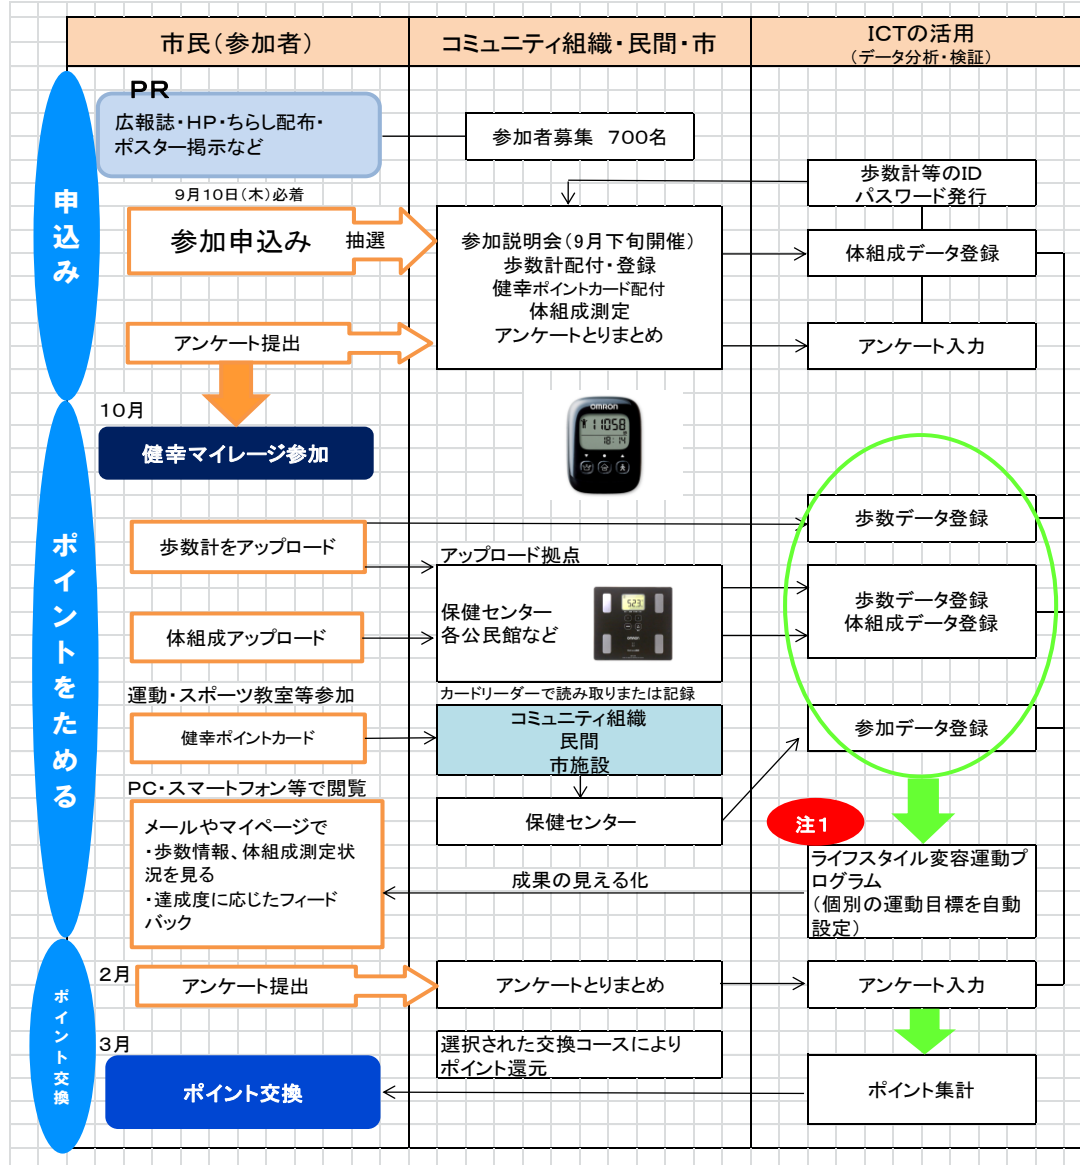 市民(参加者)
コミュニティ組織・民間・市
ICTの活用
(データ分析・検証)
申込み
PR
広報誌・HP・ちらし配布・
ポスター掲示など
参加者募集 700名
歩数計等のID
パスワード発行
9月10日(木)必着
参加申込み 抽選
参加説明会(9月下旬開催)
歩数計配付・登録
健幸ポイントカード配付
体組成測定
アンケートとりまとめ
体組成データ登録
アンケート提出
アンケート入力
ポイントをためる
10月
健幸マイレージ参加
OMRON
11058
18:14
歩数データ登録
歩数計をアップロード
アップロード拠点
保健センター
各公民館など
523
歩数データ登録
体組成データ登録
体組成アップロード
運動・スポーツ教室等参加
カードリーダーで読み取りまたは記録
健幸ポイントカード
コミュニティ組織
民間
市施設
参加データ登録
PC・スマートフォン等で閲覧
メールやマイページで
・歩数情報、体組成測定状
況を見る
・達成度に応じたフィード
バック
保健センター
注1
成果の見える化
ライフスタイル変容運動プ
ログラム
(個別の運動目標を自動
設定)
ポイント交換
2月
アンケート提出
アンケートとりまとめ
アンケート入力
3月
選択された交換コースにより
ポイント還元
ポイント交換
ポイント集計